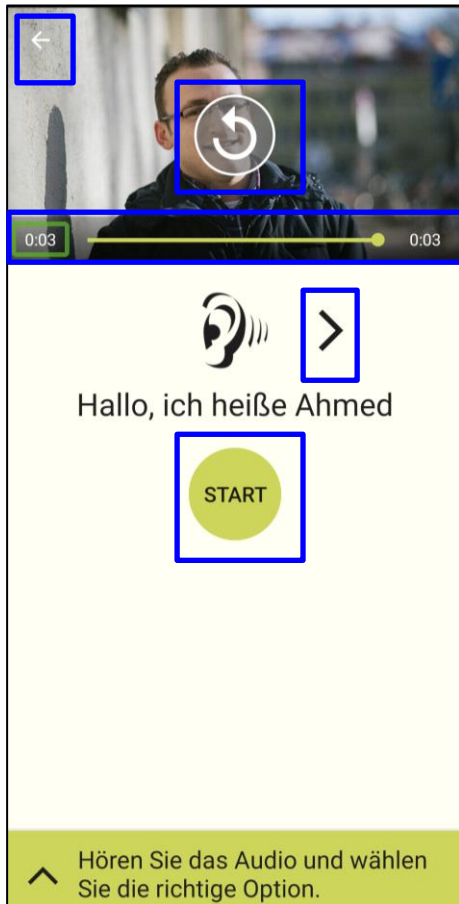 0:03 0:03
Hallo, ich heiße Ahmed
START
Hören Sie das Audio und wählen
Sie die richtige Option.